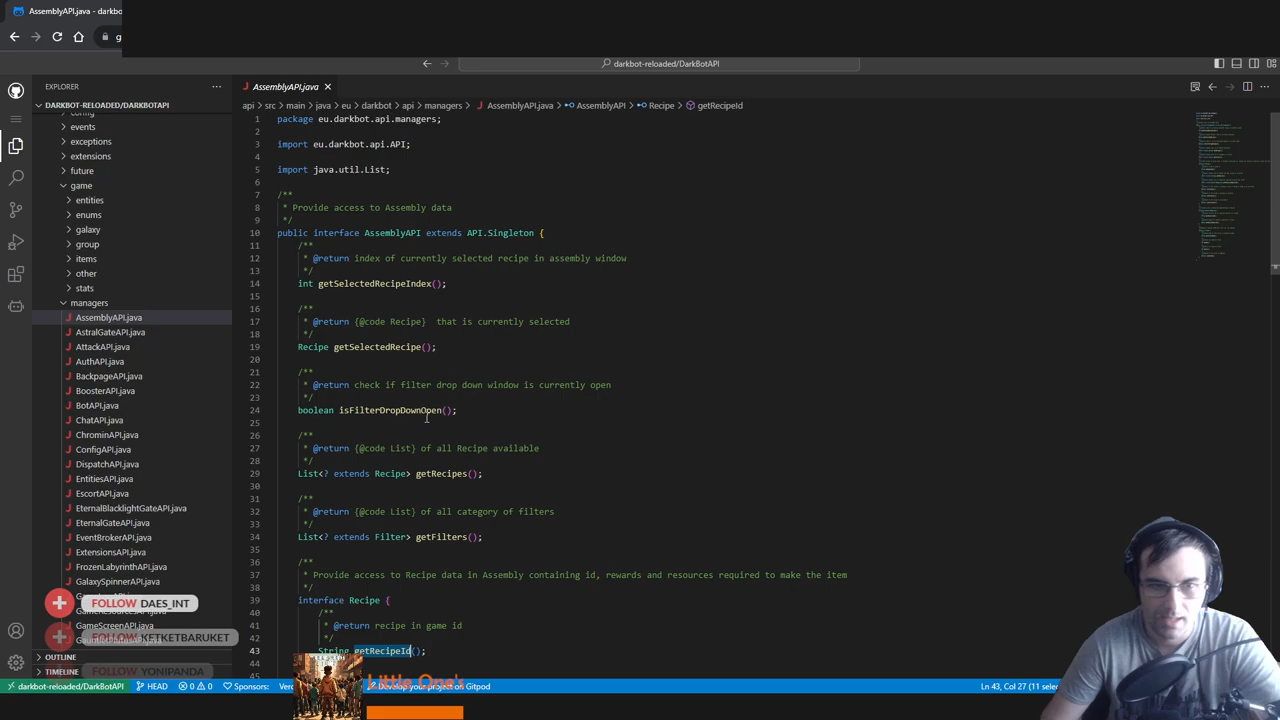 AssemblyAPI.java - darkb
darkbot-reloaded/DarkBotAPI
EXPLORER
AssemblyAPI.java
DARKBOT-RELOADED/DARKBOTAPI
api > src > main > java > eu > darkbot > api > managers > AssemblyAPI.java > AssemblyAPI > Recipe > getRecipeId
config
events
exceptions
extensions
future
game
entities
enums
galaxy
group
items
other
stats
managers
AssemblyAPI.java
AstralGateAPI.java
AttackAPI.java
AuthAPI.java
BackpageAPI.java
BoosterAPI.java
BotAPI.java
ChatAPI.java
ChrominAPI.java
ConfigAPI.java
DispatchAPI.java
EntitiesAPI.java
EscortAPI.java
EternalBlacklightGateAPI.java
EternalGateAPI.java
EventBrokerAPI.java
ExtensionsAPI.java
FrozenLabyrinthAPI.java
GalaxySpinnerAPI.java
GameScreenAPI.java
OUTLINE
TIMELINE
FOLLOW DAES_INT
FOLLOW KETKETBARUKET
FOLLOW YONIPANDA
1 package eu.darkbot.api.managers;
2
3 import eu.darkbot.api.API;
4
5 import java.util.List;
6
7 /**
8 * Provide access to Assembly data
9 */
10 public interface AssemblyAPI extends API.Singleton {
11 /**
12 * @return index of currently selected recipe in assembly window
13 */
14 int getSelectedRecipeIndex();
15
16 /**
17 * @return {@code Recipe}  that is currently selected
18 */
19 Recipe getSelectedRecipe();
20
21 /**
22 * @return check if filter drop down window is currently open
23 */
24 boolean isFilterDropDownOpen();
25
26 /**
27 * @return {@code List} of all Recipe available
28 */
29 List<? extends Recipe> getRecipes();
30
31 /**
32 * @return {@code List} of all category of filters
33 */
34 List<? extends Filter> getFilters();
35
36 /**
37 * Provide access to Recipe data in Assembly containing id, rewards and resources required to make the item
38 */
39 interface Recipe {
40 /**
41 * @return recipe in game id
42 */
43 String getRecipeId();
44
Little One's
darkbot-reloaded/DarkBotAPI
HEAD
0 0
Sponsors:
Develop your project on Gitpod
Ln 43, Col 27 (11 selec